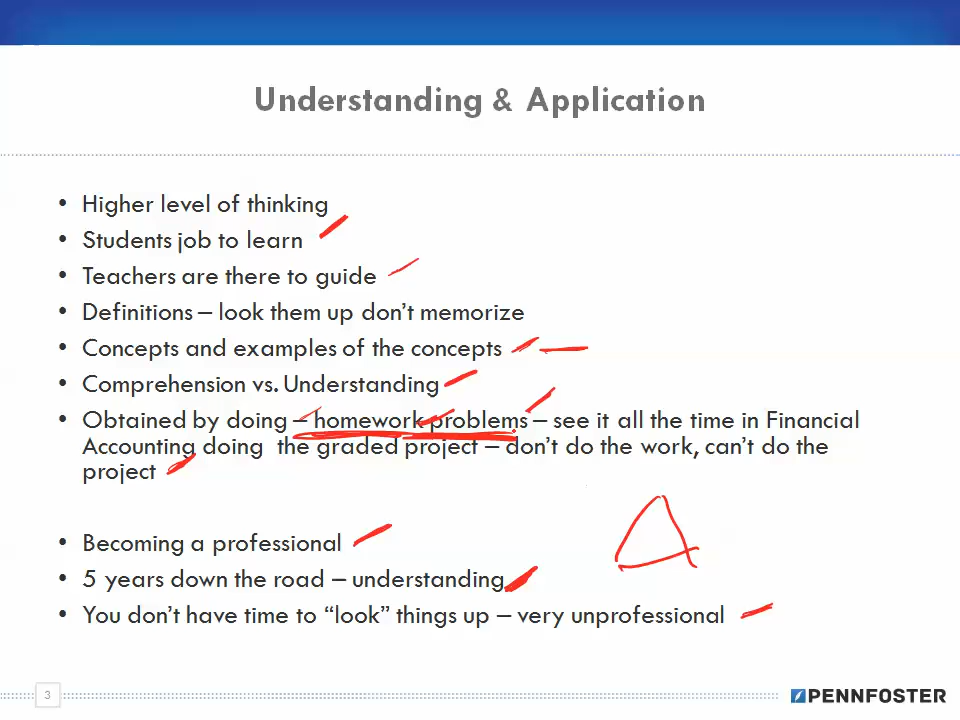 Understanding & Application
• Higher level of thinking
• Students job to learn
• Teachers are there to guide
• Definitions – look them up don’t memorize
• Concepts and examples of the concepts
• Comprehension vs. Understanding
• Obtained by doing – homework problems – see it all the time in Financial
Accounting doing the graded project – don’t do the work, can’t do the
project
• Becoming a professional
• 5 years down the road – understanding
• You don’t have time to “look” things up – very unprofessional
3
PENNFOSTER